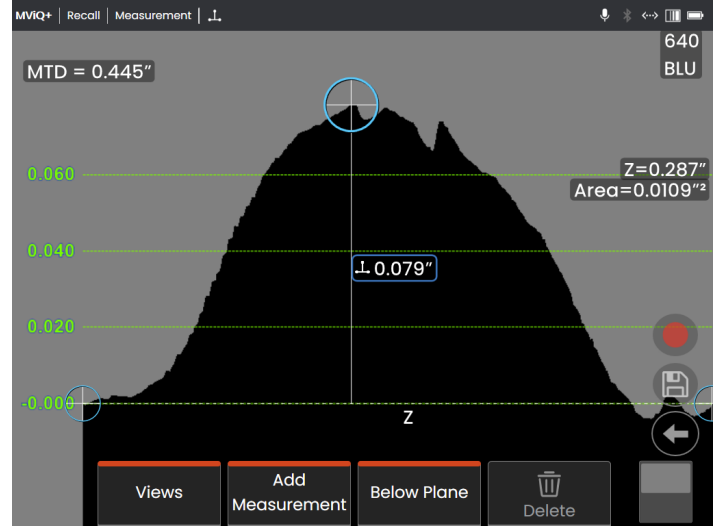 MViQ+ | Recall | Measurement
640
BLU
MTD = 0.445″
0.060
Z=0.287″
Area=0.0109″²
0.040
0.079″
0.020
-0.000
Z
Views
Add
Measurement
Below Plane
Delete